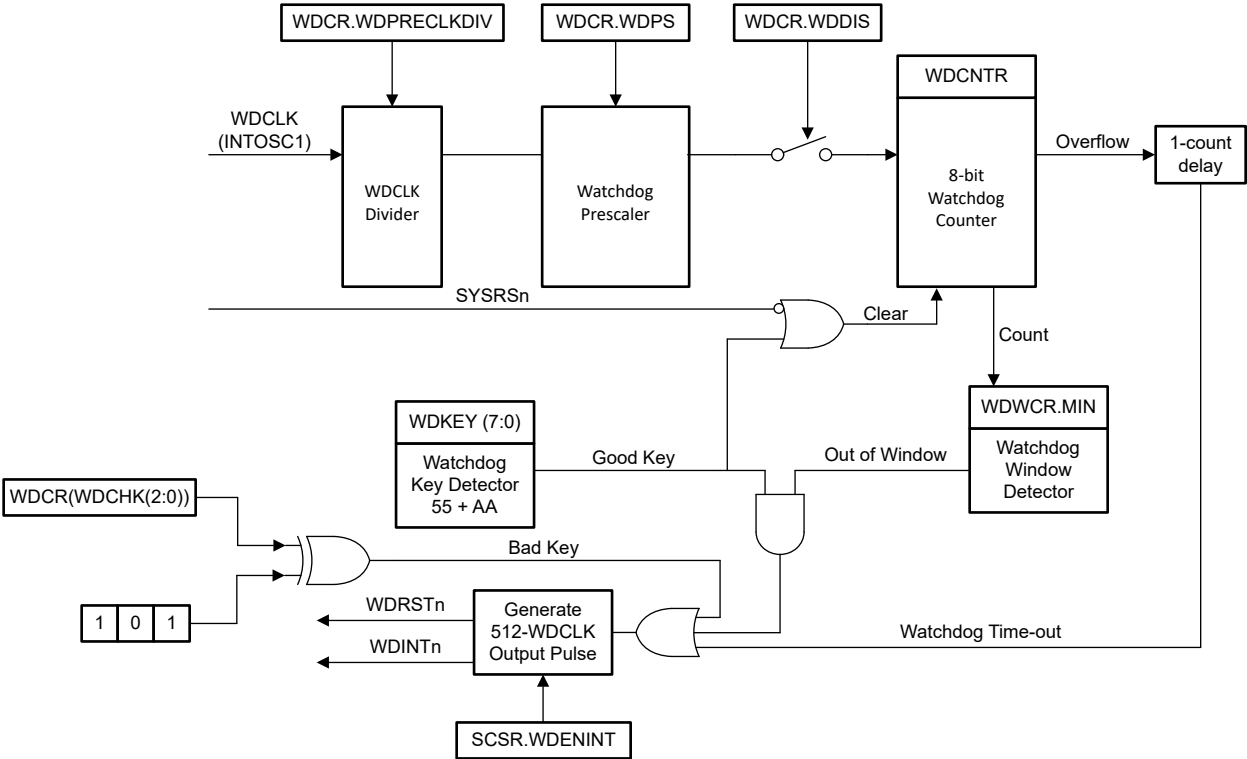 WDCR.WDPRECLKDIV
WDCR.WDPS
WDCR.WDDIS
WDCNTR
WDCLK
(INTOSC1)
WDCLK
Divider
Watchdog
Prescaler
8-bit
Watchdog
Counter
Overflow
1-count
delay
SYSRSn
Clear
Count
WDKEY (7:0)
Watchdog
Key Detector
55 + AA
Good Key
Out of Window
WDWCR.MIN
Watchdog
Window
Detector
WDCR(WDCHK(2:0))
Bad Key
1 0 1
WDRSTn
WDINTn
Generate
512-WDCLK
Output Pulse
Watchdog Time-out
SCSR.WDENINT